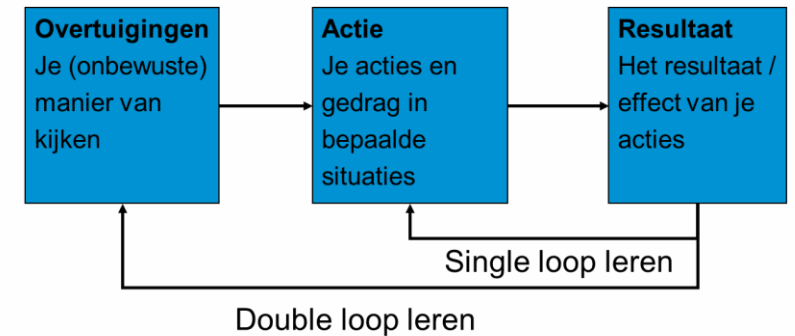 Overtuigingen
Je (onbewuste)
manier van
kijken
Actie
Je acties en
gedrag in
bepaalde
situaties
Resultaat
Het resultaat /
effect van je
acties
Single loop leren
Double loop leren